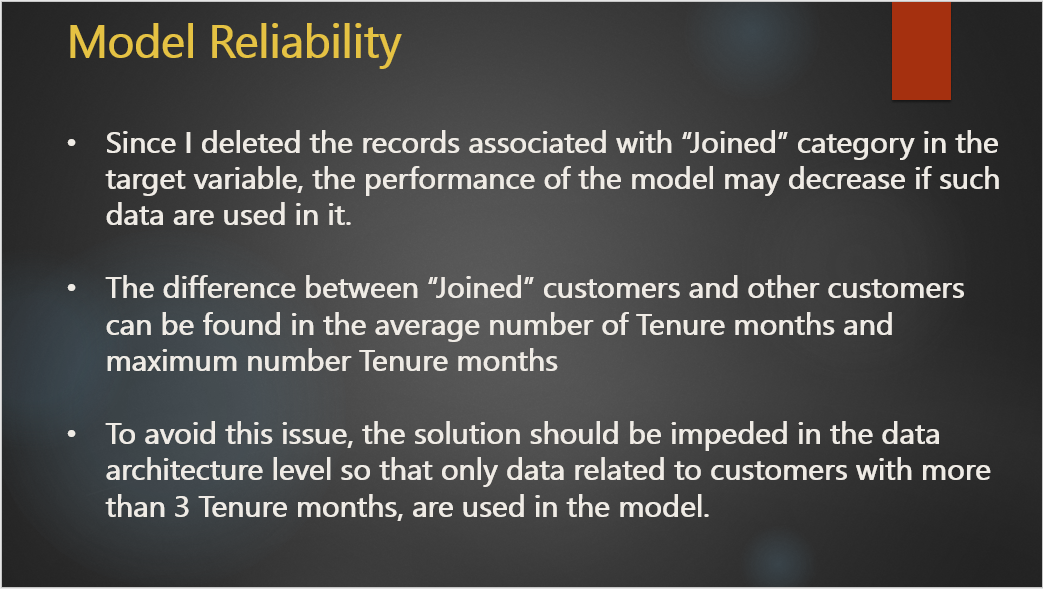 Model Reliability
• Since I deleted the records associated with “Joined” category in the
target variable, the performance of the model may decrease if such
data are used in it.
• The difference between “Joined” customers and other customers
can be found in the average number of Tenure months and
maximum number Tenure months
• To avoid this issue, the solution should be impeded in the data
architecture level so that only data related to customers with more
than 3 Tenure months, are used in the model.